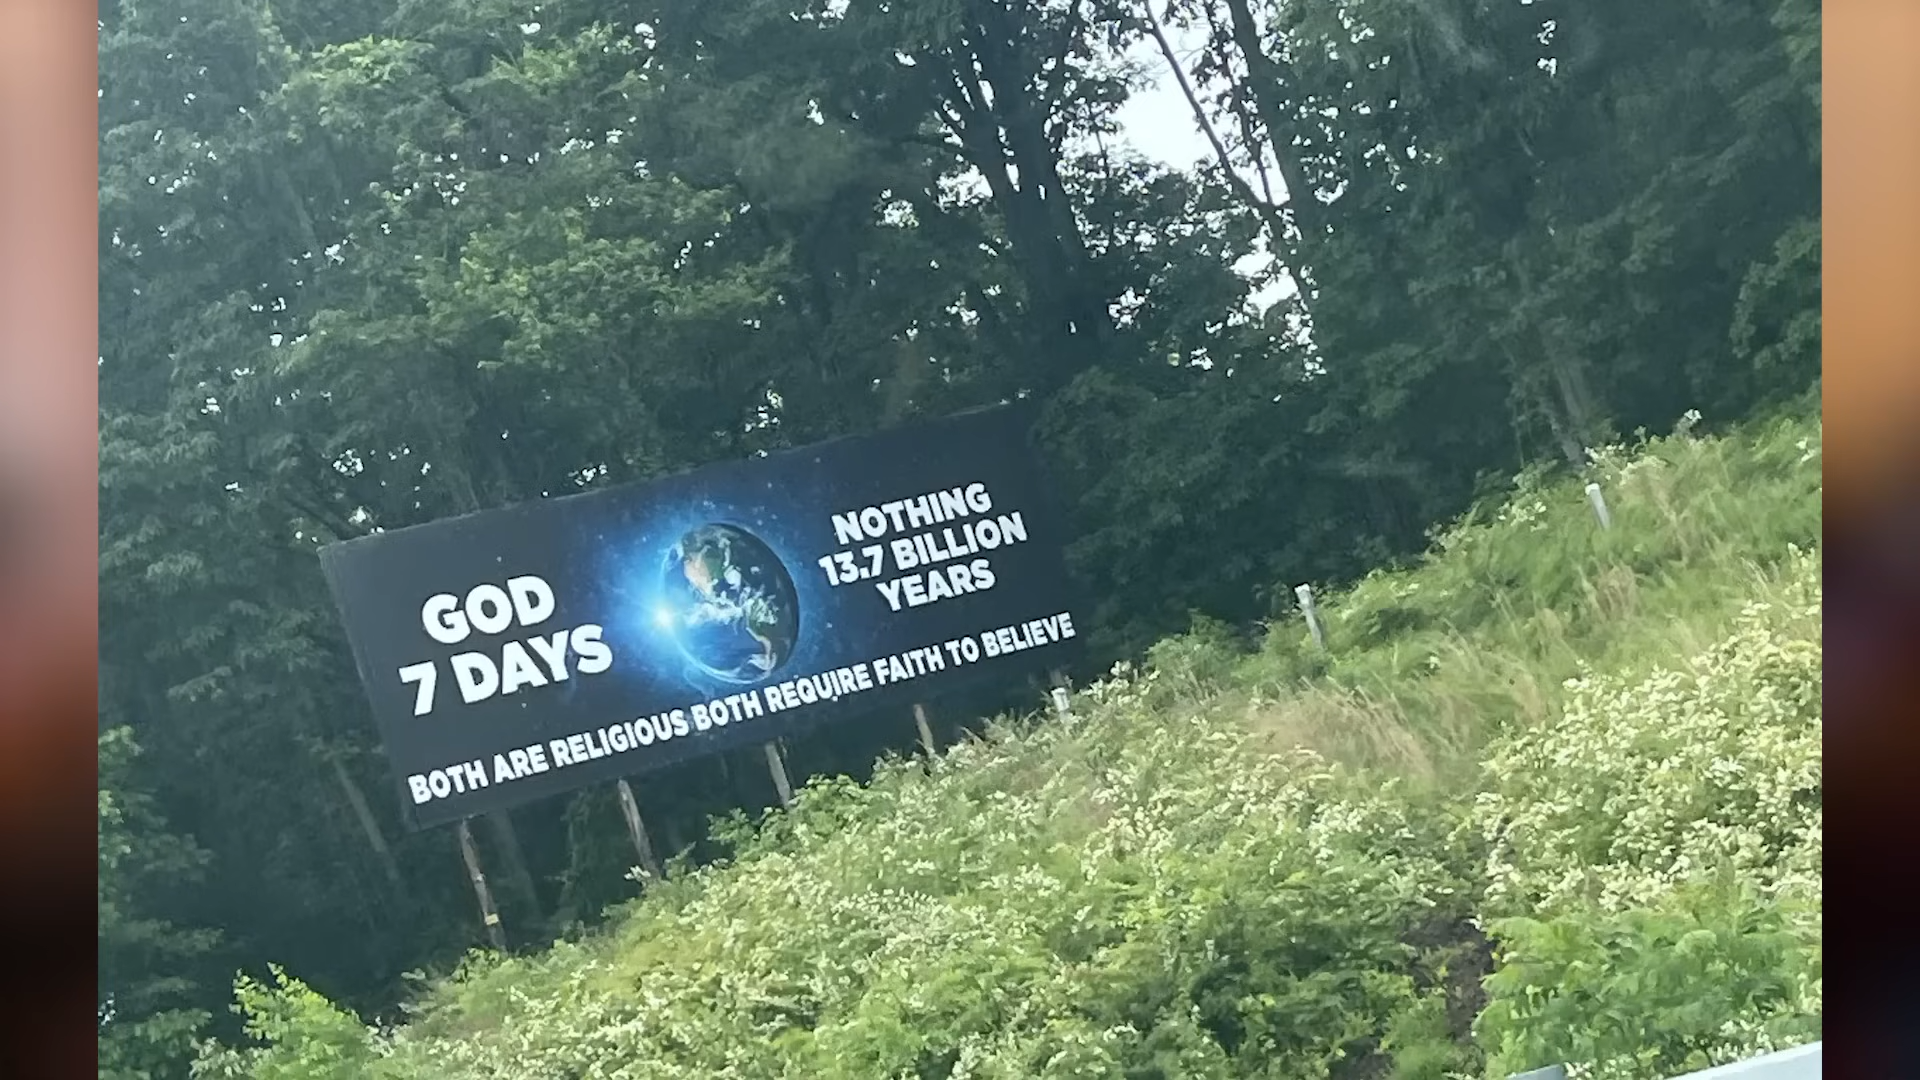 GOD
7 DAYS
NOTHING
13.7 BILLION
YEARS
BOTH ARE RELIGIOUS BOTH REQUIRE FAITH TO BELIEVE